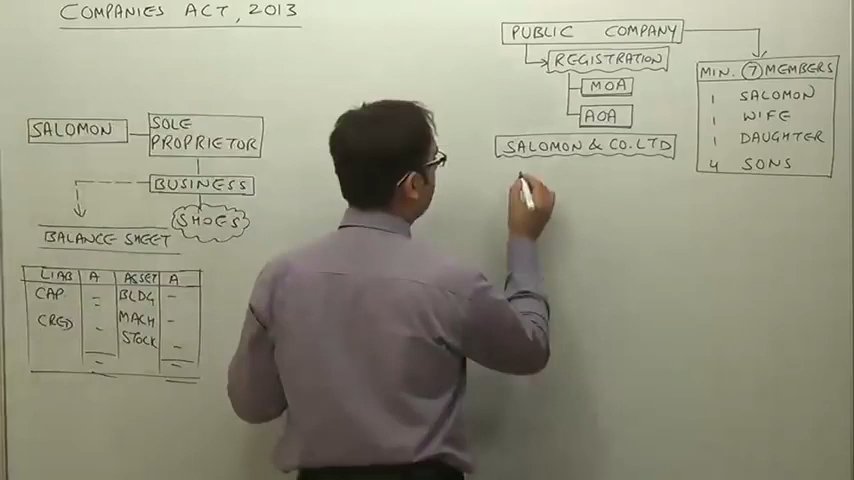 COMPANIES ACT, 2013
SALOMON
SOLE
PROPRIETOR
BUSINESS
SHOES
BALANCE SHEET
LIAB A ASSET A
CAP = BLDG -
CRED - MACH -
STOCK -
= =
PUBLIC COMPANY
REGISTRATION
MOA
AOA
SALOMON & CO. LTD
MIN. 7 MEMBERS
1 SALOMON
1 WIFE
1 DAUGHTER
4 SONS